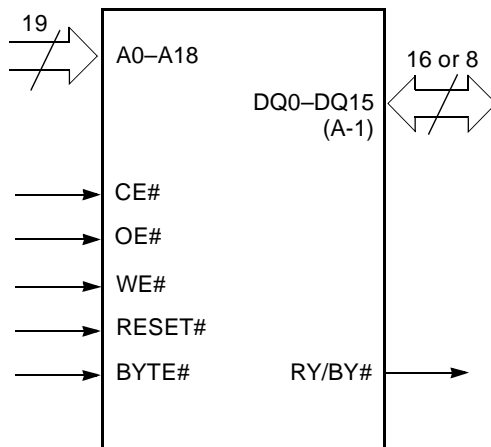 19
A0–A18
16 or 8
DQ0–DQ15
(A-1)
CE#
OE#
WE#
RESET#
BYTE#
RY/BY#